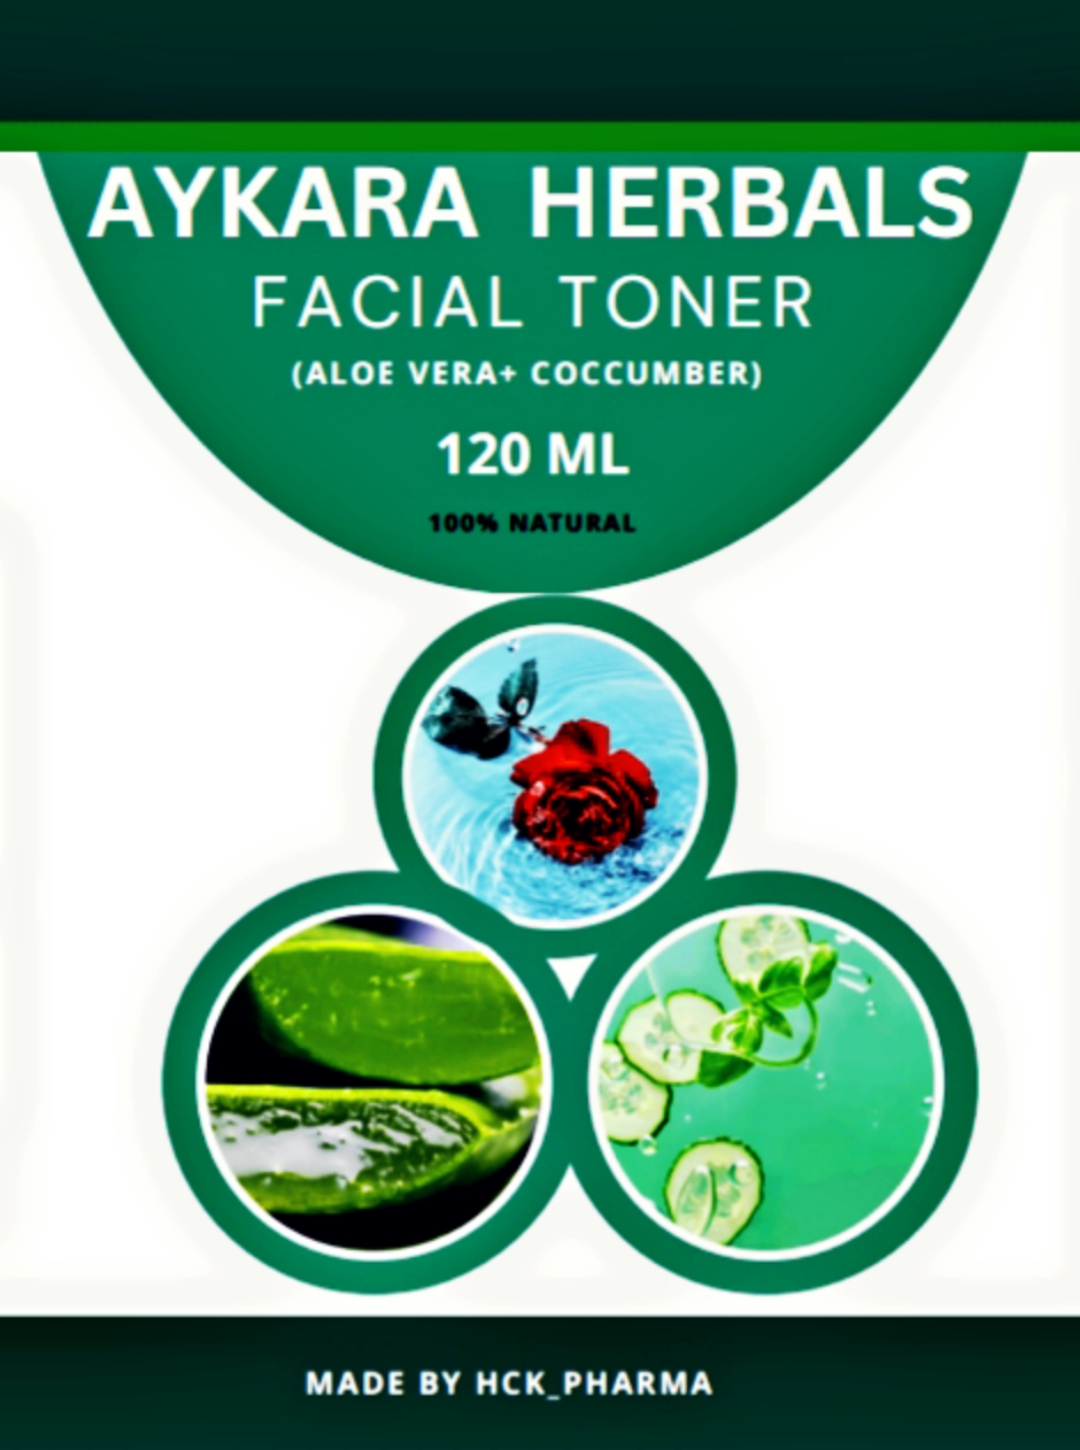 AYKARA HERBALS
FACIAL TONER
(ALOE VERA+ COCCUMBER)
120 ML
100% NATURAL
MADE BY HCK_PHARMA